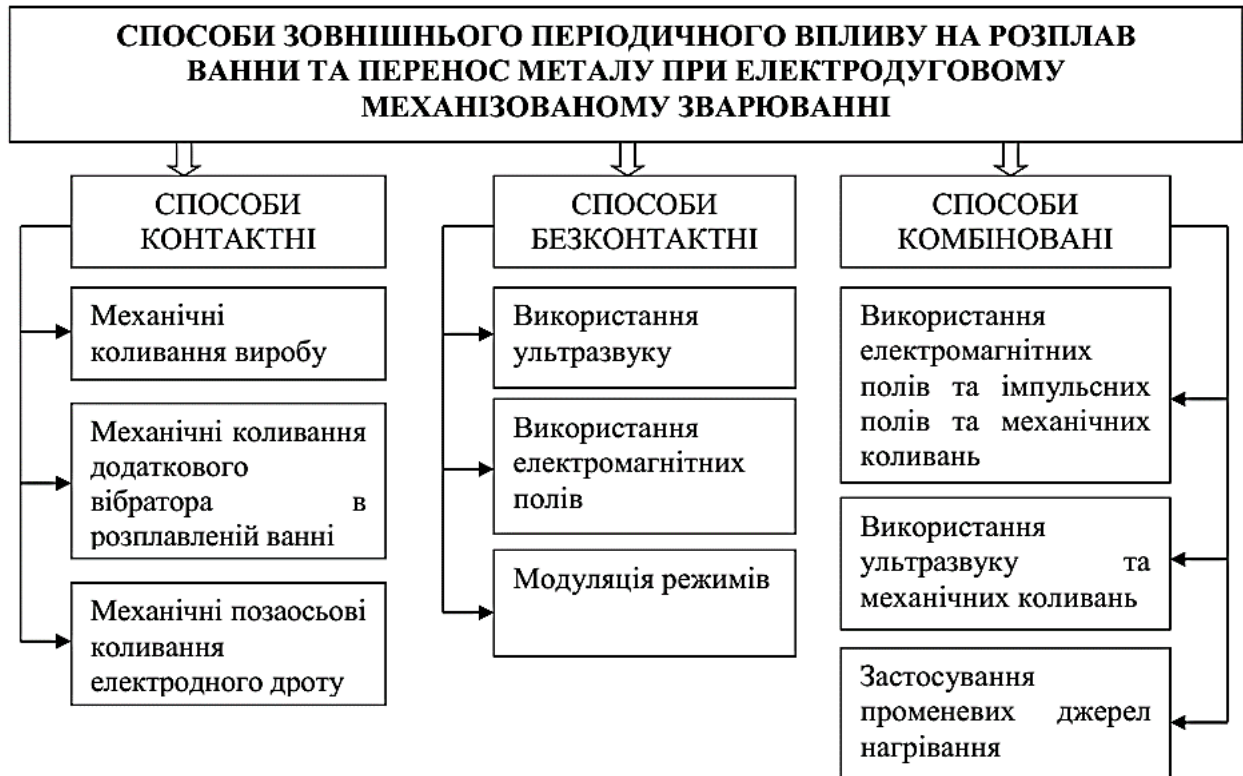 СПОСОБИ ЗОВНІШНЬОГО ПЕРІОДИЧНОГО ВПЛИВУ НА РОЗПЛАВ
ВАННИ ТА ПЕРЕНОС МЕТАЛУ ПРИ ЕЛЕКТРОДУГОВОМУ
МЕХАНІЗОВАНОМУ ЗВАРЮВАННІ
СПОСОБИ
КОНТАКТНІ
Механічні
коливання виробу
Механічні коливання
додаткового
вібратора в
розплавленій ванні
Механічні позаосьові
коливання
електродного дроту
СПОСОБИ
БЕЗКОНТАКТНІ
Використання
ультразвуку
Використання
електромагнітних
полів
Модуляція режимів
СПОСОБИ
КОМБІНОВАНІ
Використання
електромагнітних
полів та імпульсних
полів та механічних
коливань
Використання
ультразвуку та
механічних коливань
Застосування
променевих джерел
нагрівання